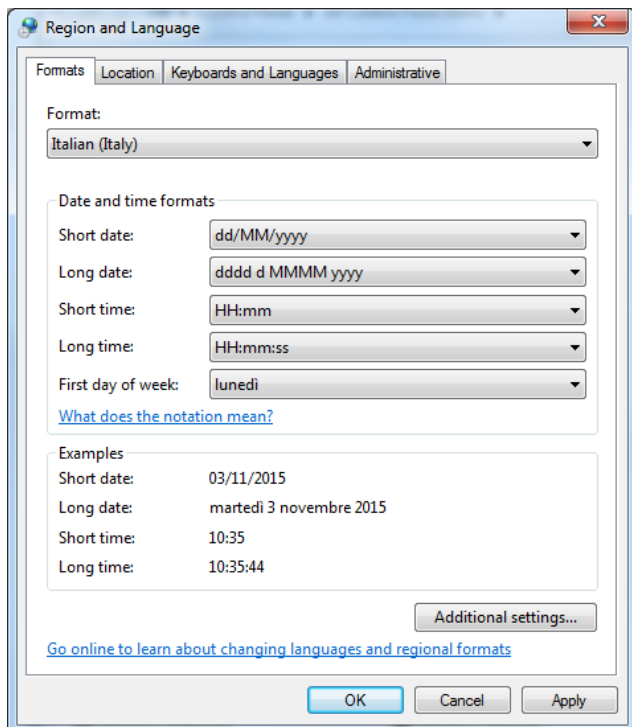 Region and Language
Formats Location Keyboards and Languages Administrative
Format:
Italian (Italy)
Date and time formats
Short date: dd/MM/yyyy
Long date: dddd d MMMM yyyy
Short time: HH:mm
Long time: HH:mm:ss
First day of week: lunedì
What does the notation mean?
Examples
Short date: 03/11/2015
Long date: martedì 3 novembre 2015
Short time: 10:35
Long time: 10:35:44
Additional settings...
Go online to learn about changing languages and regional formats
OK Cancel Apply